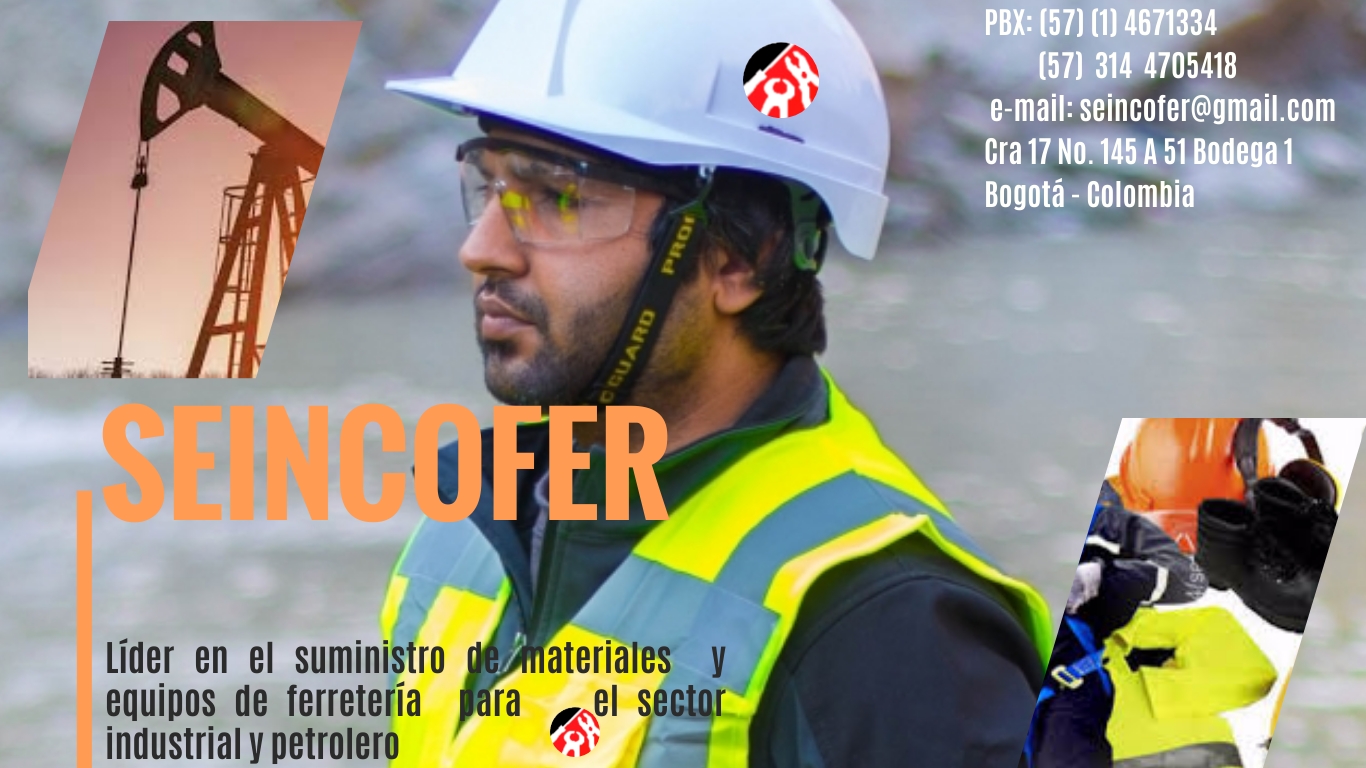 PBX: (57) (1) 4671334
(57) 314 4705418
e-mail: seincofer@gmail.com
Cra 17 No. 145 A 51 Bodega 1
Bogotá - Colombia
GUARD
SEINCOFER
Líder en el suministro de materiales y
equipos de ferretería para el sector
industrial y petrolero